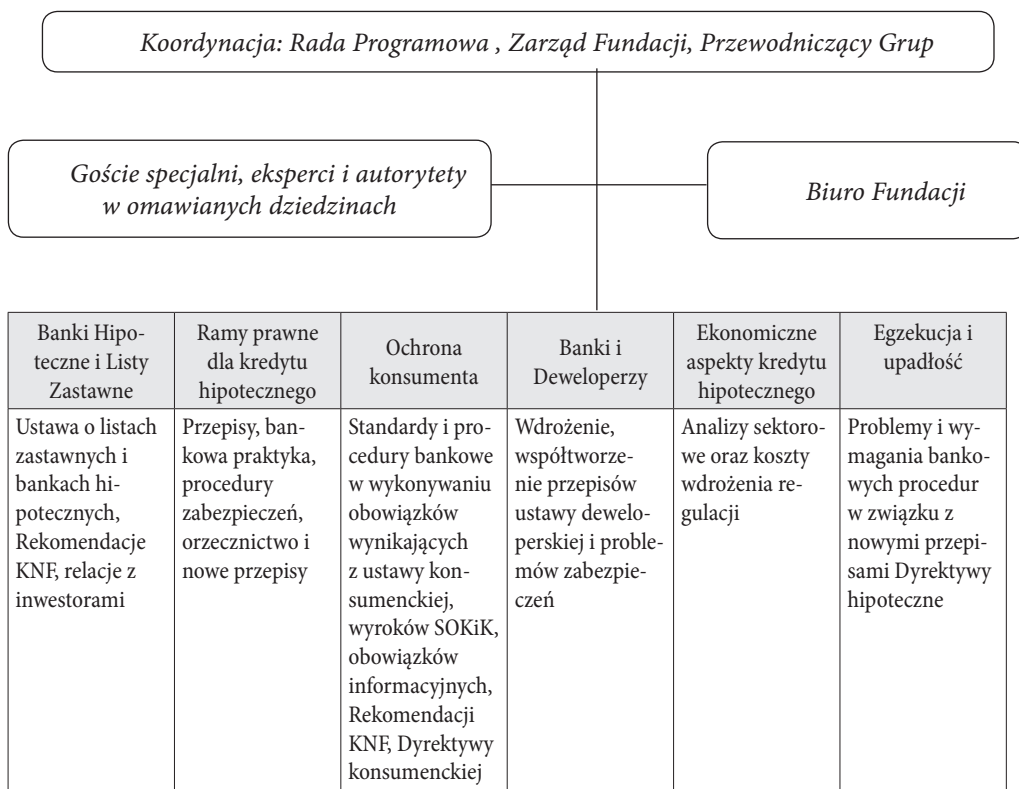 Koordynacja: Rada Programowa , Zarząd Fundacji, Przewodniczący Grup
Goście specjalni, eksperci i autorytety
w omawianych dziedzinach
Biuro Fundacji
Banki Hipo-
teczne i Listy
Zastawne
Ramy prawne
dla kredytu
hipotecznego
Ochrona
konsumenta
Banki i
Deweloperzy
Ekonomiczne
aspekty kredytu
hipotecznego
Egzekucja i
upadłość
Ustawa o listach
zastawnych i
bankach hi-
potecznych,
Rekomendacje
KNF, relacje z
inwestorami
Przepisy, ban-
kowa praktyka,
procedury
zabezpieczeń,
orzecznictwo i
nowe przepisy
Standardy i pro-
cedury bankowe
w wykonywaniu
obowiązków
wynikających
z ustawy kon-
sumenckiej,
wyroków SOKiK,
obowiązków
informacyjnych,
Rekomendacji
KNF, Dyrektywy
konsumenckiej
Wdrożenie,
współtworze-
nie przepisów
ustawy dewelo-
perskiej i proble-
mów zabezpie-
czeń
Analizy sektoro-
we oraz koszty
wdrożenia re-
gulacji
Problemy i wy-
magania banko-
wych procedur
w związku z
nowymi przepi-
sami Dyrektywy
hipoteczne